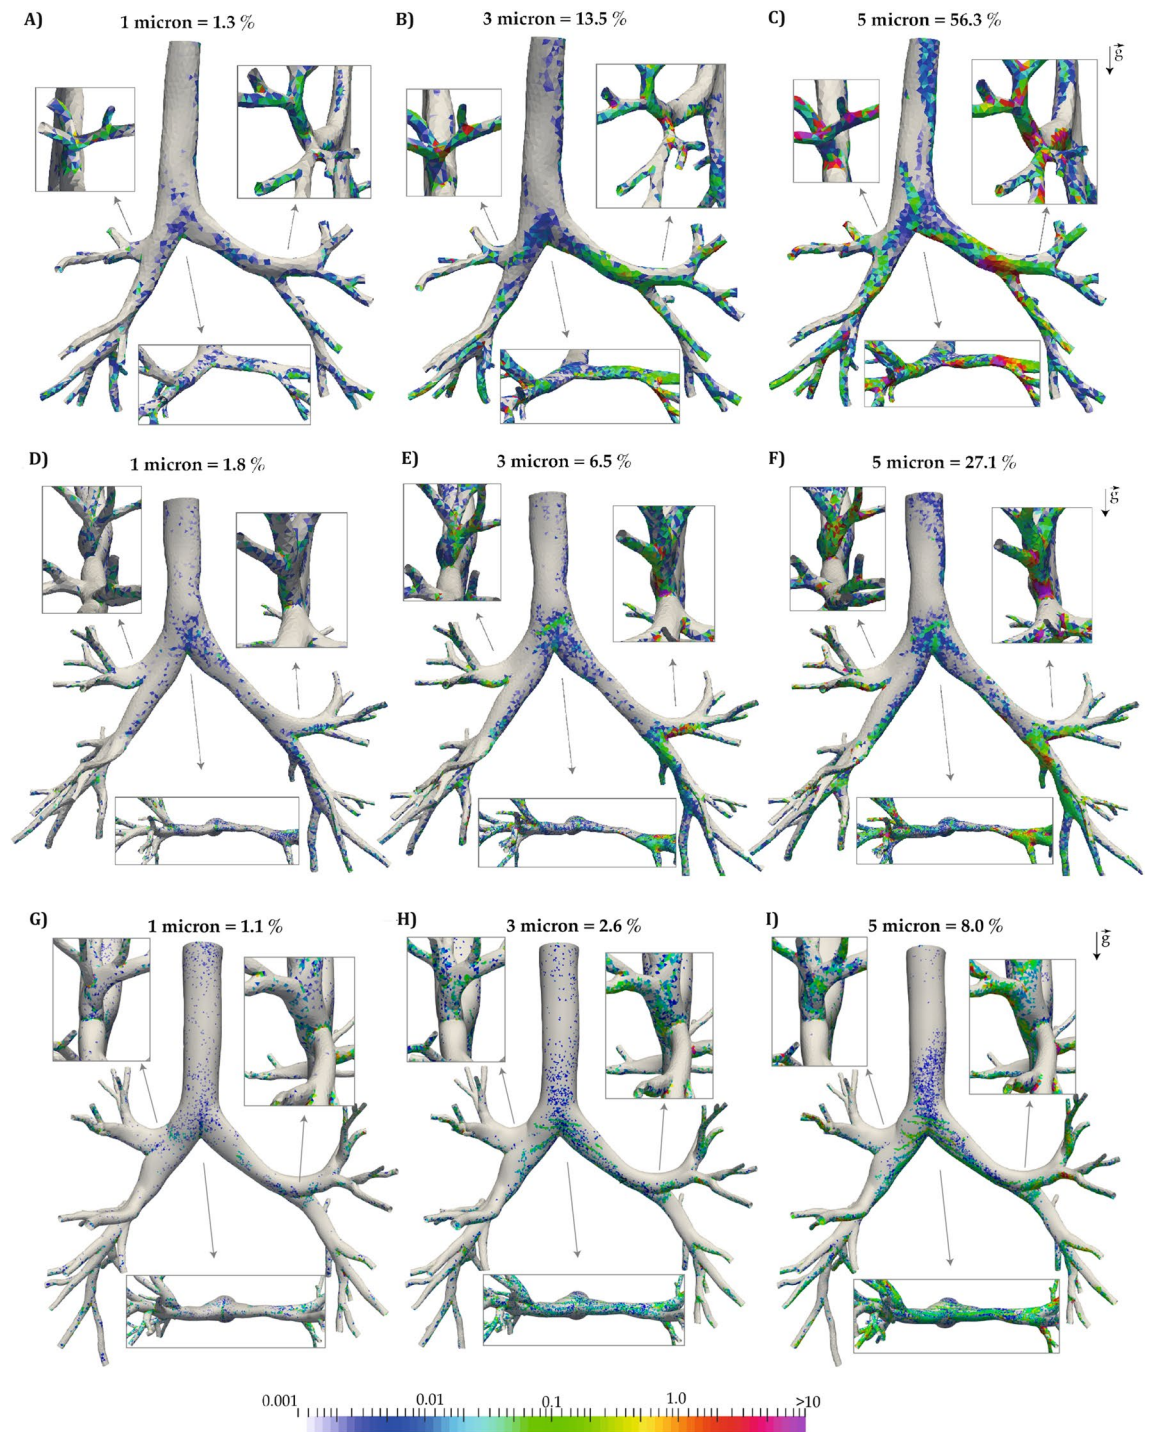 A) 1 micron = 1.3 %
B) 3 micron = 13.5 %
C) 5 micron = 56.3 %
g
D) 1 micron = 1.8 %
E) 3 micron = 6.5 %
F) 5 micron = 27.1 %
g
G) 1 micron = 1.1 %
H) 3 micron = 2.6 %
I) 5 micron = 8.0 %
g
0.001 0.01 0.1 1.0 >10